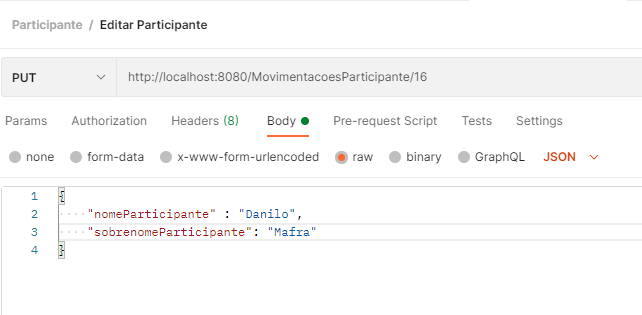 Participante / Editar Participante
PUT http://localhost:8080/MovimentacoesParticipante/16
Params Authorization Headers (8) Body Pre-request Script Tests Settings
none form-data x-www-form-urlencoded raw binary GraphQL JSON
1 {
2 ····"nomeParticipante" : "Danilo",
3 ····"sobrenomeParticipante": "Mafra"
4 }